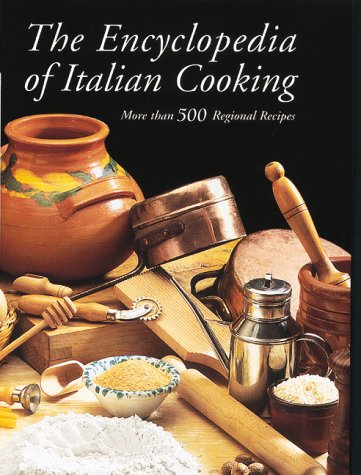 The Encyclopedia
of Italian Cooking
More than 500 Regional Recipes